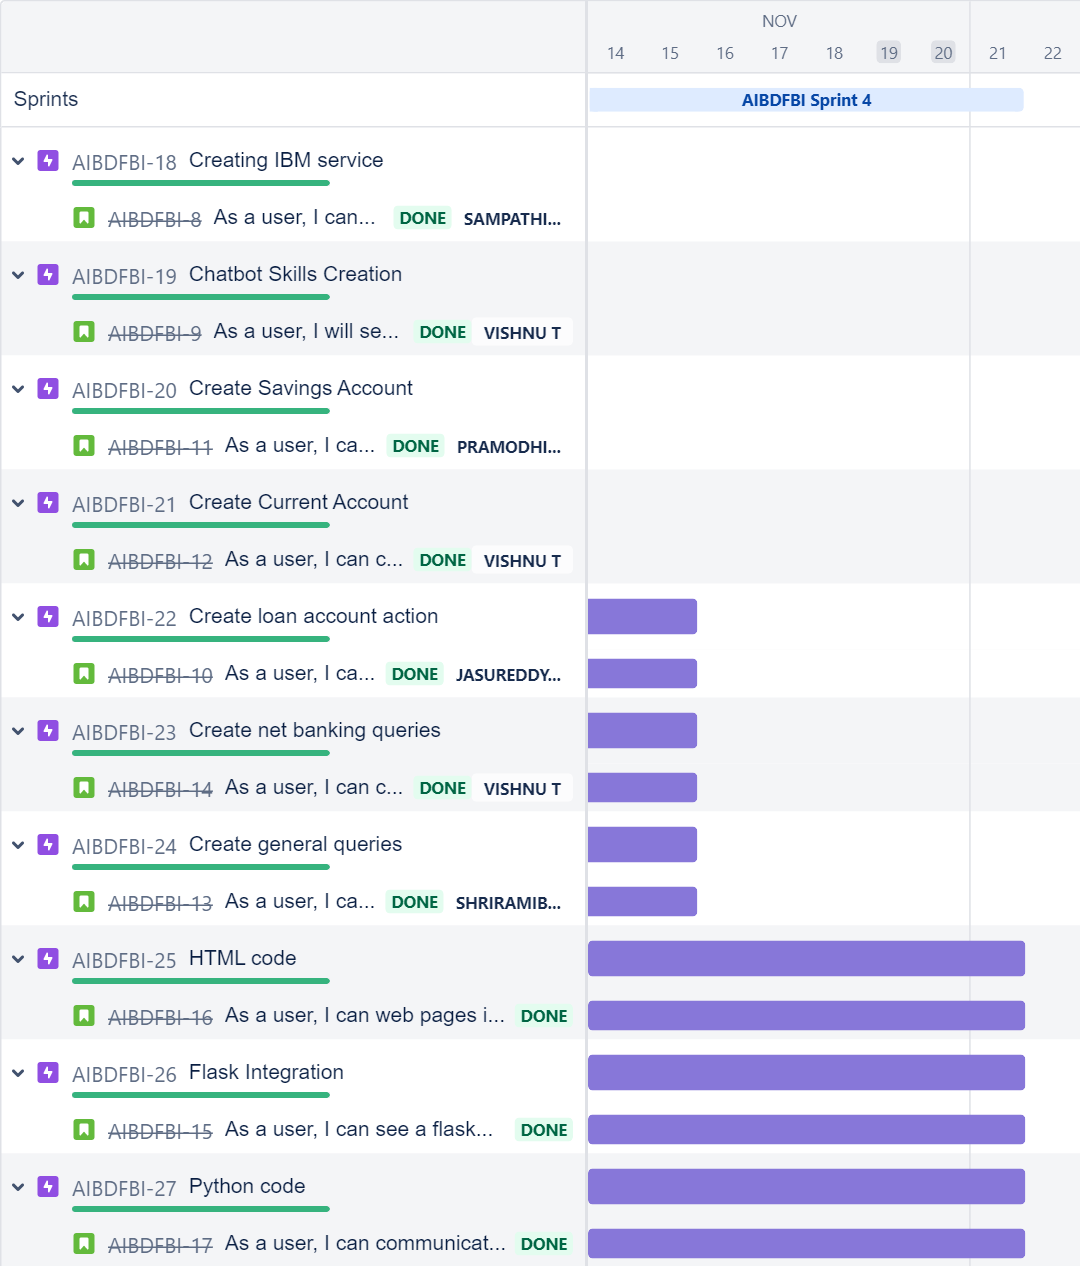 NOV
14 15 16 17 18 19 20 21 22
Sprints AIBDFBI Sprint 4
AIBDFBI-18 Creating IBM service
AIBDFBI-8 As a user, I can... DONE SAMPATHI...
AIBDFBI-19 Chatbot Skills Creation
AIBDFBI-9 As a user, I will se... DONE VISHNU T
AIBDFBI-20 Create Savings Account
AIBDFBI-11 As a user, I ca... DONE PRAMODHI...
AIBDFBI-21 Create Current Account
AIBDFBI-12 As a user, I can c... DONE VISHNU T
AIBDFBI-22 Create loan account action
AIBDFBI-10 As a user, I ca... DONE JASUREDDY...
AIBDFBI-23 Create net banking queries
AIBDFBI-14 As a user, I can c... DONE VISHNU T
AIBDFBI-24 Create general queries
AIBDFBI-13 As a user, I ca... DONE SHRIRAMIB...
AIBDFBI-25 HTML code
AIBDFBI-16 As a user, I can web pages i... DONE
AIBDFBI-26 Flask Integration
AIBDFBI-15 As a user, I can see a flask... DONE
AIBDFBI-27 Python code
AIBDFBI-17 As a user, I can communicat... DONE